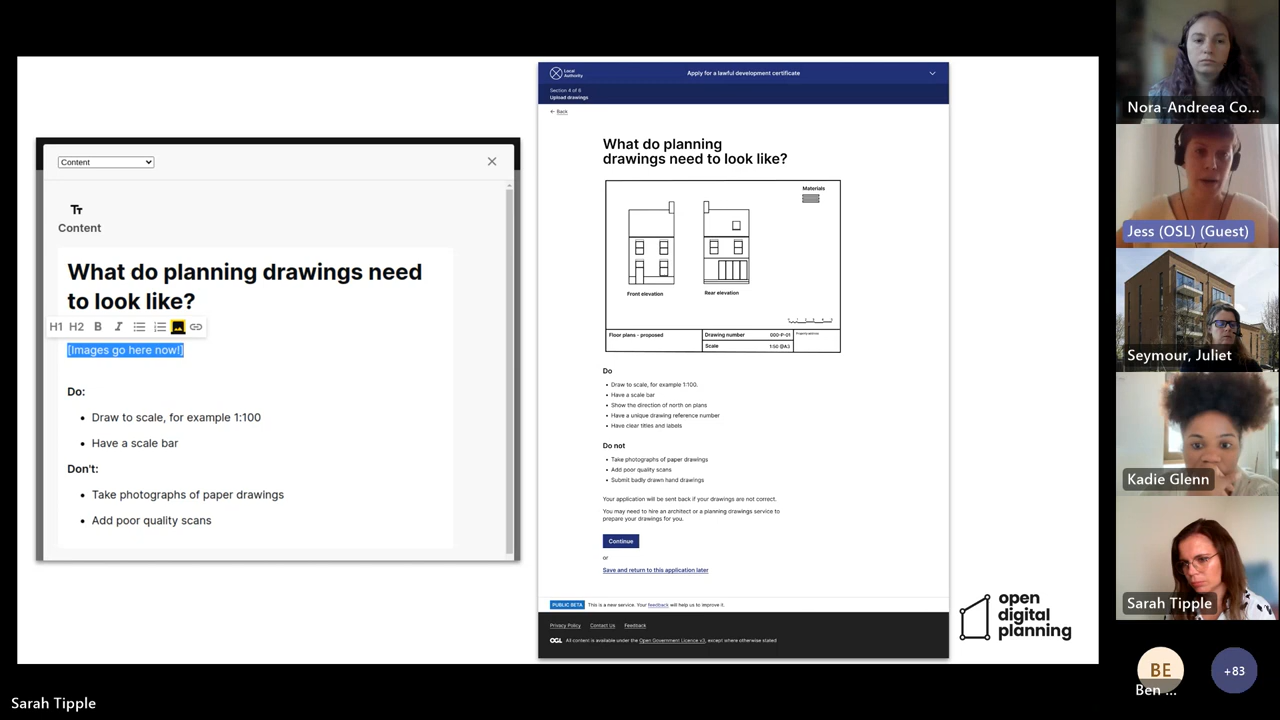 Content
Tт
Content
What do planning drawings need
to look like?
H1 H2 B I
[Images go here now!]
Do:
• Draw to scale, for example 1:100
• Have a scale bar
Don't:
• Take photographs of paper drawings
• Add poor quality scans
Local
Authority
Apply for a lawful development certificate
Section 4 of 6
Upload drawings
← Back
What do planning
drawings need to look like?
Materials
Front elevation
Rear elevation
Floor plans - proposed
Drawing number
000-P-01
Property address
Scale
1:50 @A3
Do
• Draw to scale, for example 1:100.
• Have a scale bar
• Show the direction of north on plans
• Have a unique drawing reference number
• Have clear titles and labels
Do not
• Take photographs of paper drawings
• Add poor quality scans
• Submit badly drawn hand drawings
Your application will be sent back if your drawings are not correct.
You may need to hire an architect or a planning drawings service to
prepare your drawings for you.
Continue
or
Save and return to this application later
PUBLIC BETA This is a new service. Your feedback will help us to improve it.
Privacy Policy Contact Us Feedback
OGL All content is available under the Open Government Licence v3, except where otherwise stated
open
digital
planning
Nora-Andreea Co...
Jess (OSL) (Guest)
Seymour, Juliet
Kadie Glenn
Sarah Tipple
BE
Ben ...
+83
Sarah Tipple